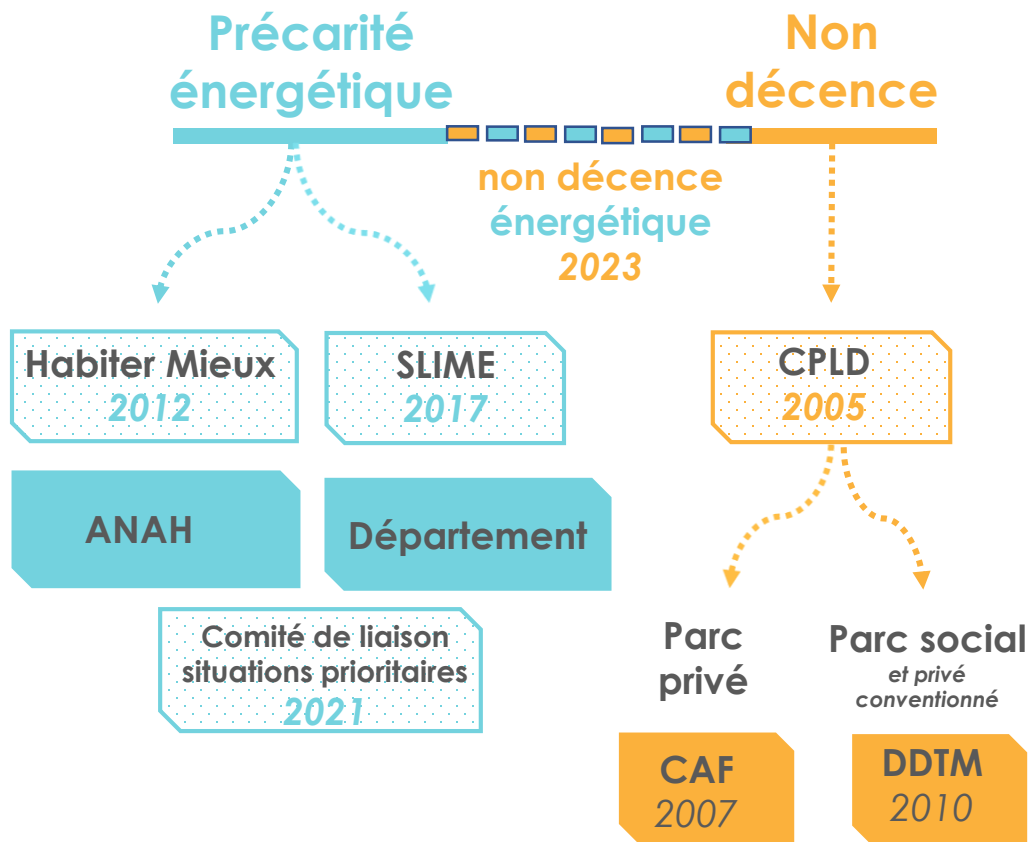 Précarité
énergétique
Non
décence
non décence
énergétique
2023
Habiter Mieux
2012
SLIME
2017
CPLD
2005
ANAH
Département
Comité de liaison
situations prioritaires
2021
Parc
privé
Parc social
et privé
conventionné
CAF
2007
DDTM
2010